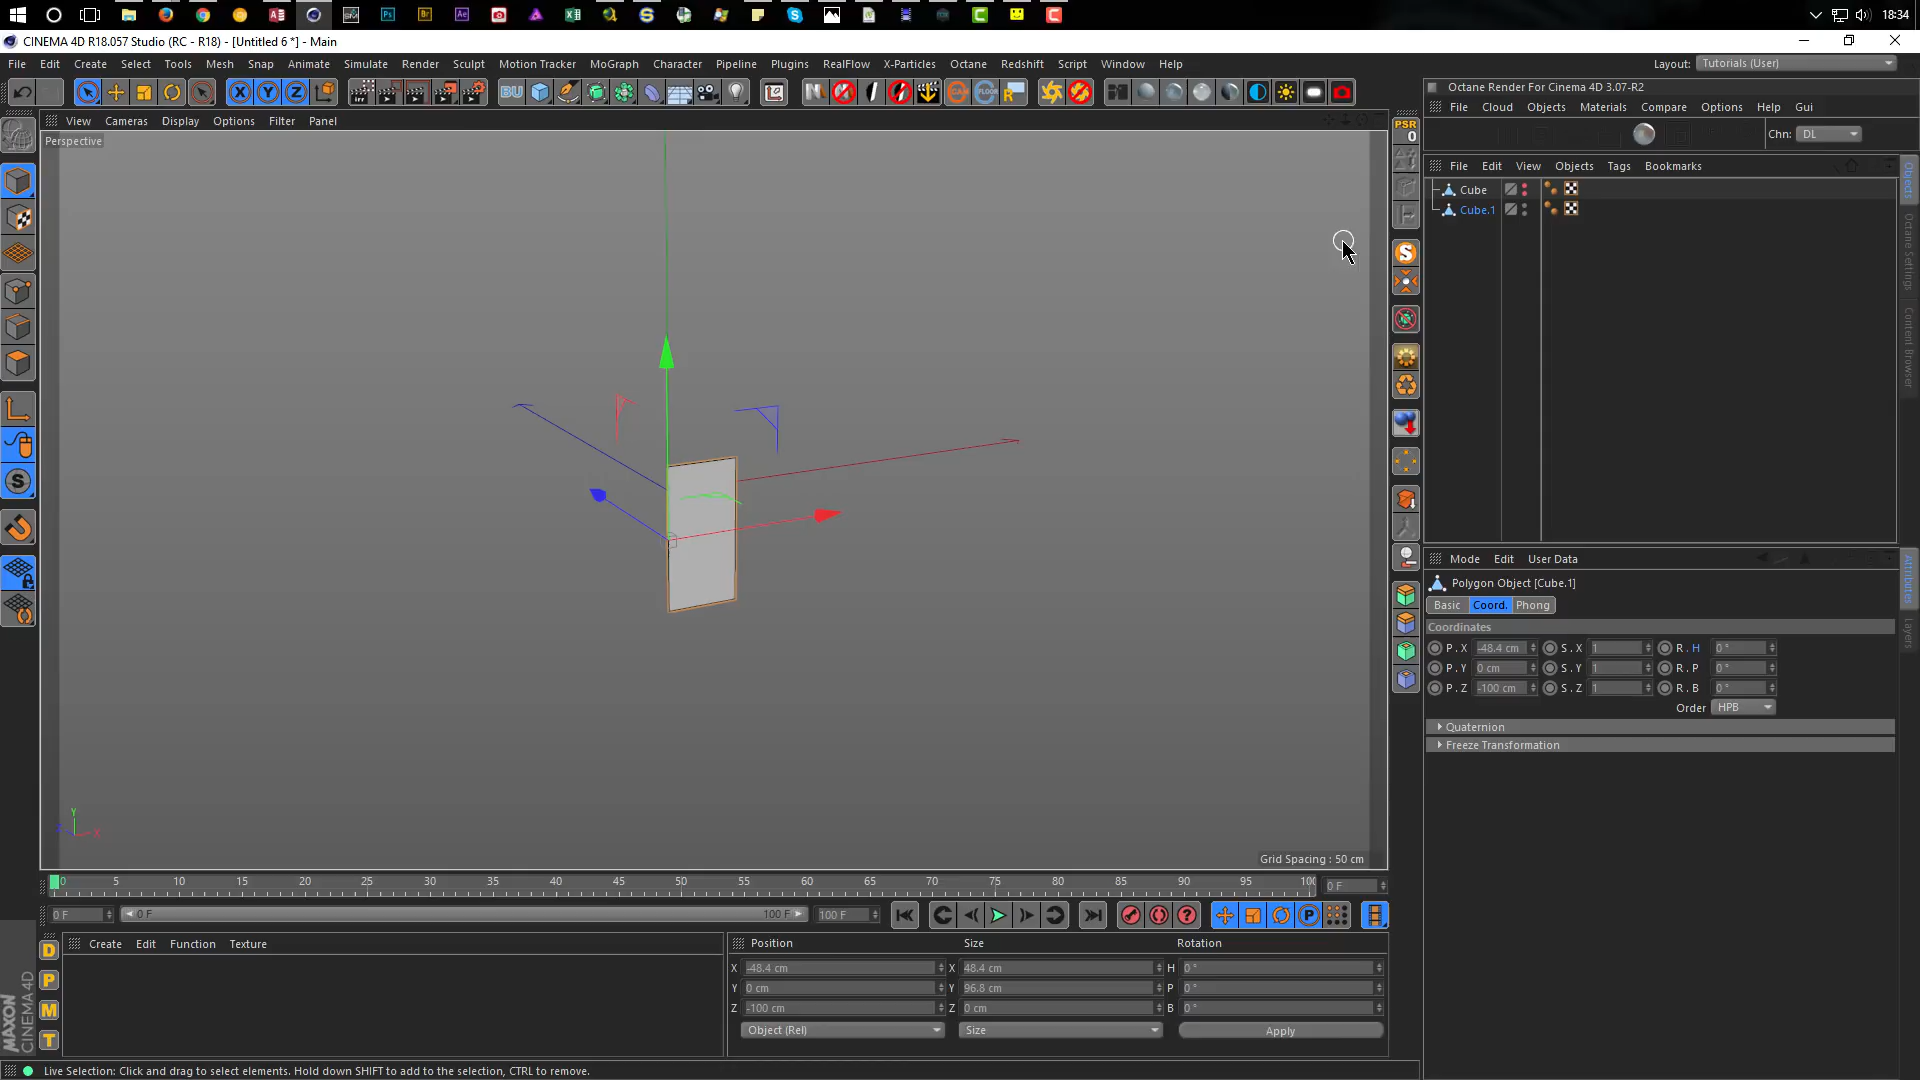 18:34
CINEMA 4D R18.057 Studio (RC - R18) - [Untitled 6 *] - Main
File Edit Create Select Tools Mesh Snap Animate Simulate Render Sculpt Motion Tracker MoGraph Character Pipeline Plugins RealFlow X-Particles Octane Redshift Script Window Help
Layout: Tutorials (User)
Octane Render For Cinema 4D 3.07-R2
File Cloud Objects Materials Compare Options Help Gui
Chn: DL
View Cameras Display Options Filter Panel
Perspective
PSR
0
File Edit View Objects Tags Bookmarks
Cube
Cube.1
Objects
Octane Settings
Content Browser
Mode Edit User Data
Polygon Object [Cube.1]
Basic Coord. Phong
Coordinates
P . X -48.4 cm S . X 1 R . H 0 °
P . Y 0 cm S . Y 1 R . P 0 °
P . Z -100 cm S . Z 1 R . B 0 °
Order HPB
Quaternion
Freeze Transformation
Attributes
Layers
Y
Z X
Grid Spacing : 50 cm
0 5 10 15 20 25 30 35 40 45 50 55 60 65 70 75 80 85 90 95 100
0 F
0 F 0 F 100 F 100 F
Create Edit Function Texture
D
P
M
T
MAXON
CINEMA 4D
Position Size Rotation
X -48.4 cm X 48.4 cm H 0 °
Y 0 cm Y 96.8 cm P 0 °
Z -100 cm Z 0 cm B 0 °
Object (Rel) Size Apply
Live Selection: Click and drag to select elements. Hold down SHIFT to add to the selection, CTRL to remove.